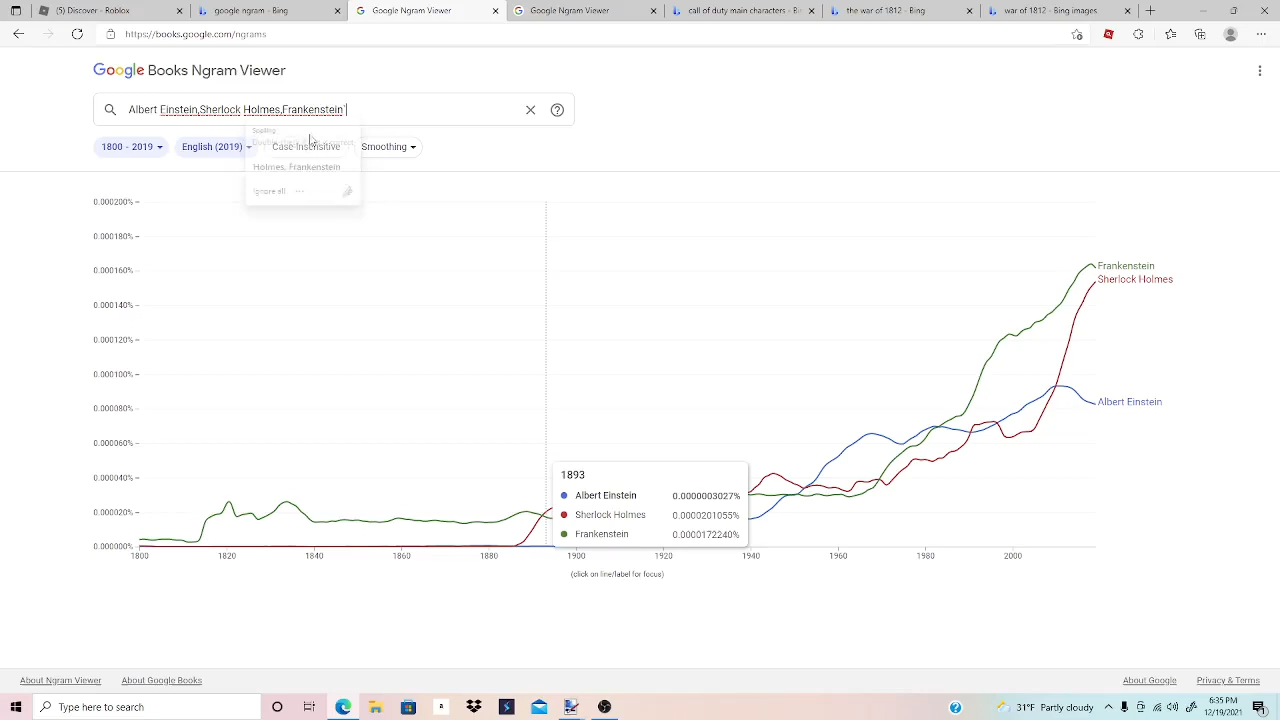 (5) Discover - Roblox
google ngram - Bing
Google Ngram Viewer
Google Ngram Viewer
call of duty main characters - Bi
the war of 1812 - Bing
war of 1812 - Bing images
https://books.google.com/ngrams
Google Books Ngram Viewer
Albert Einstein,Sherlock Holmes,Frankenstein`
Spelling
1800 - 2019
English (2019)
Case-Insensitive
Smoothing
Holmes, Frankenstein
Ignore all
0.000200%
0.000180%
0.000160%
0.000140%
0.000120%
0.000100%
0.000080%
0.000060%
0.000040%
0.000020%
0.000000%
Frankenstein
Sherlock Holmes
Albert Einstein
1893
Albert Einstein 0.0000003027%
Sherlock Holmes 0.0000201055%
Frankenstein 0.0000172240%
1800 1820 1840 1860 1880 1900 1920 1940 1960 1980 2000
(click on line/label for focus)
About Ngram Viewer
About Google Books
About Google
Privacy & Terms
Type here to search
31°F Partly cloudy
6:35 PM
12/19/2021